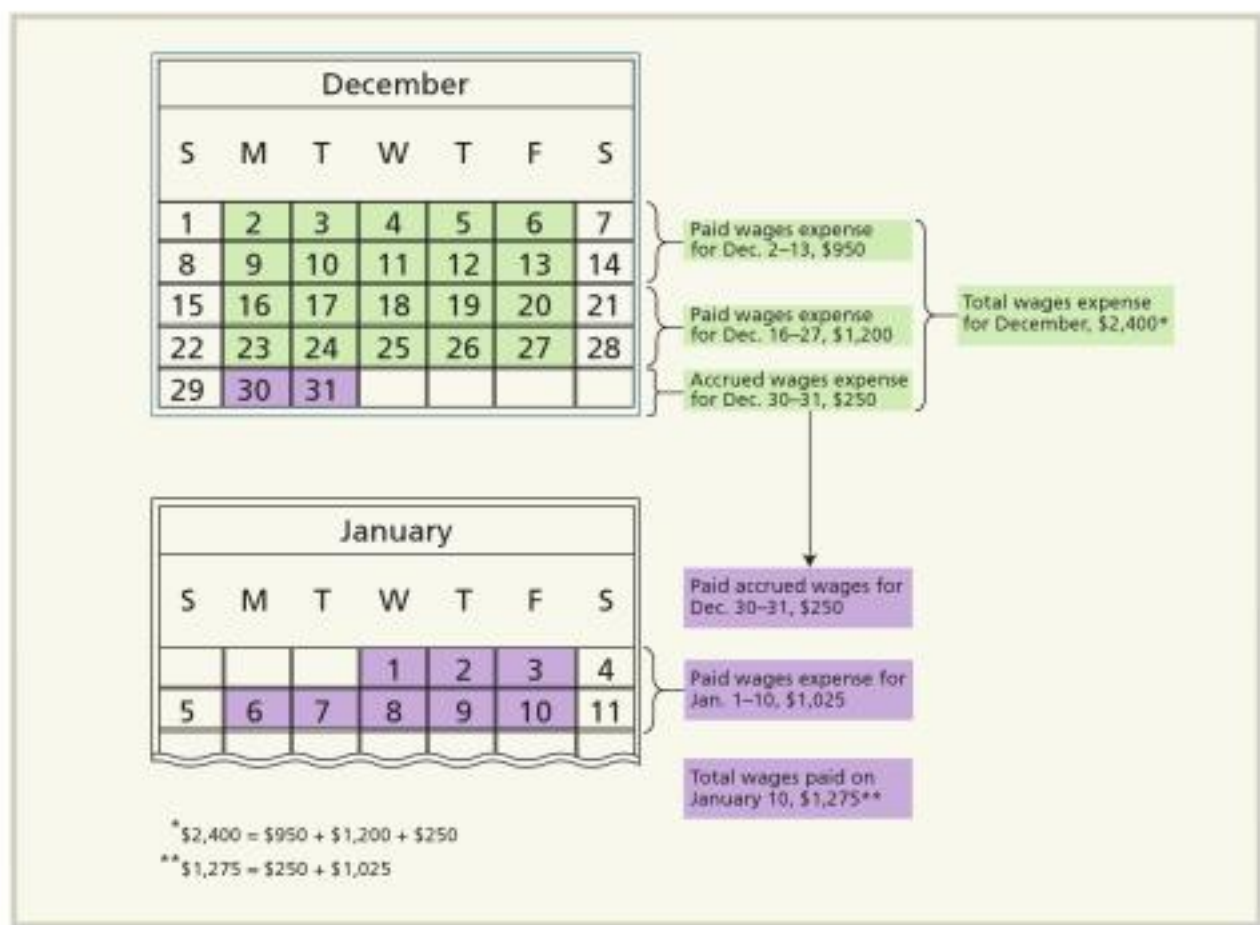 December
S M T W T F S
1 2 3 4 5 6 7
8 9 10 11 12 13 14
15 16 17 18 19 20 21
22 23 24 25 26 27 28
29 30 31
Paid wages expense
for Dec. 2–13, $950
Paid wages expense
for Dec. 16–27, $1,200
Accrued wages expense
for Dec. 30–31, $250
Total wages expense
for December, $2,400*
January
S M T W T F S
1 2 3 4
5 6 7 8 9 10 11
Paid accrued wages for
Dec. 30–31, $250
Paid wages expense for
Jan. 1–10, $1,025
Total wages paid on
January 10, $1,275**
*$2,400 = $950 + $1,200 + $250
**$1,275 = $250 + $1,025